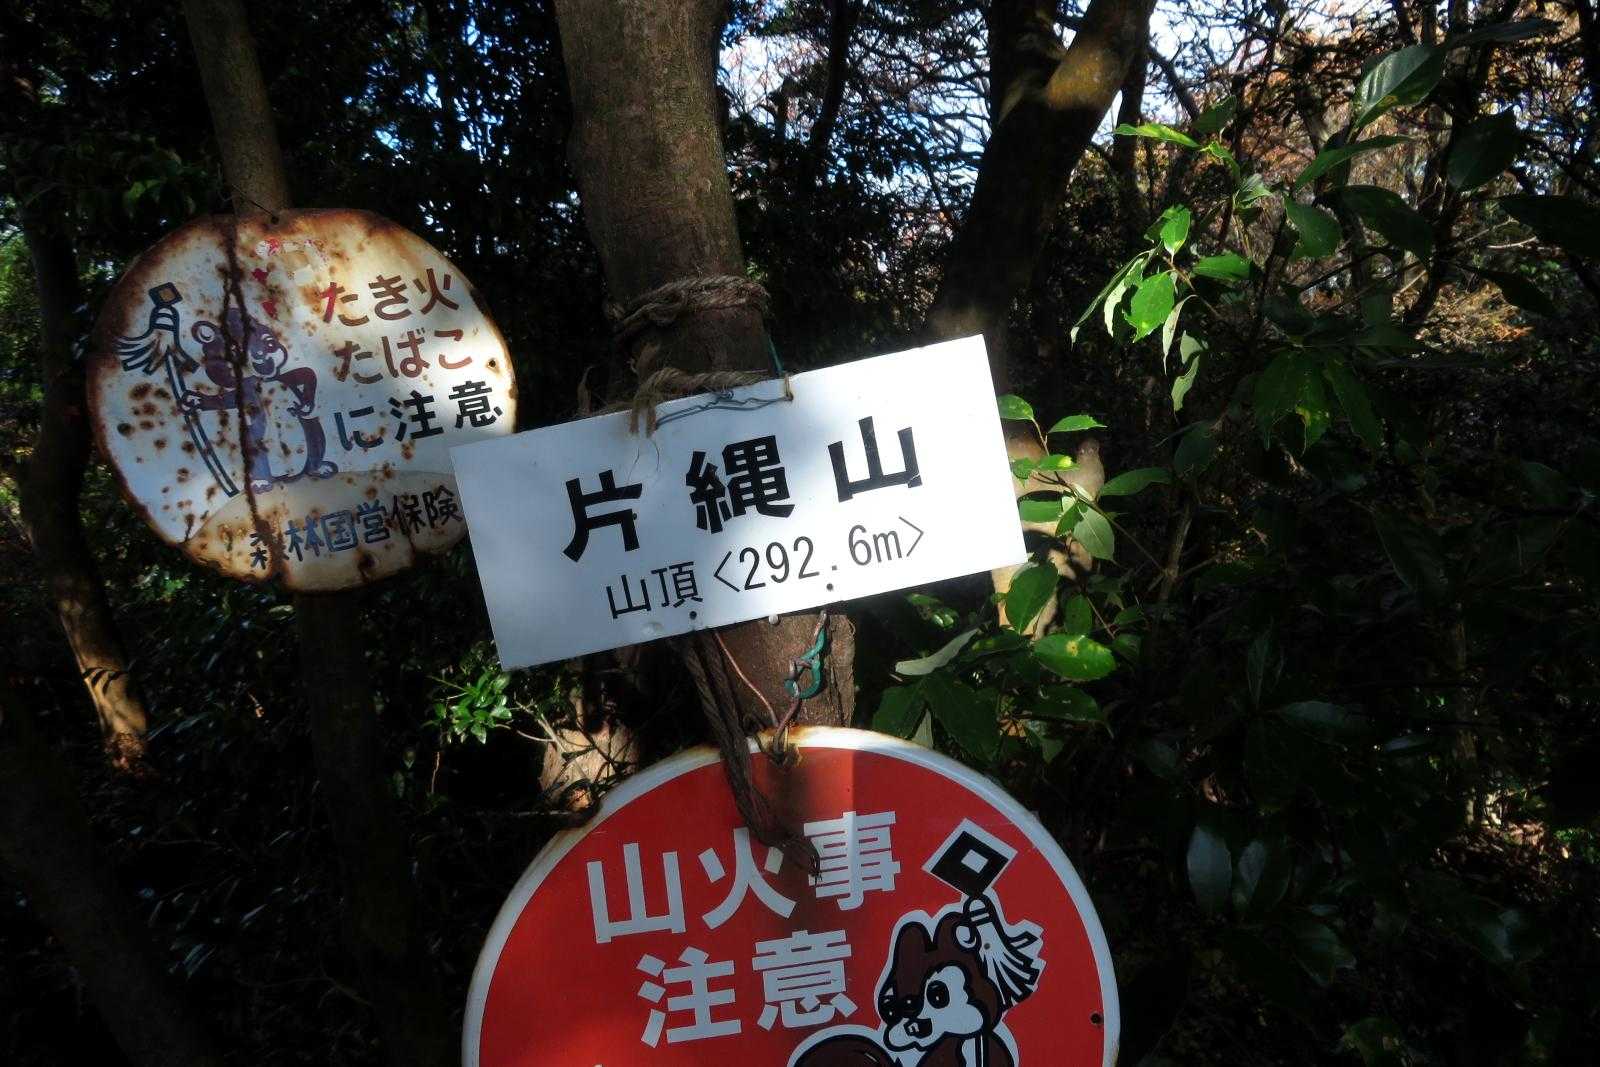 たき火
たばこ
に注意
森林国営保険
片縄山
山頂<292.6m>
山火事
注意